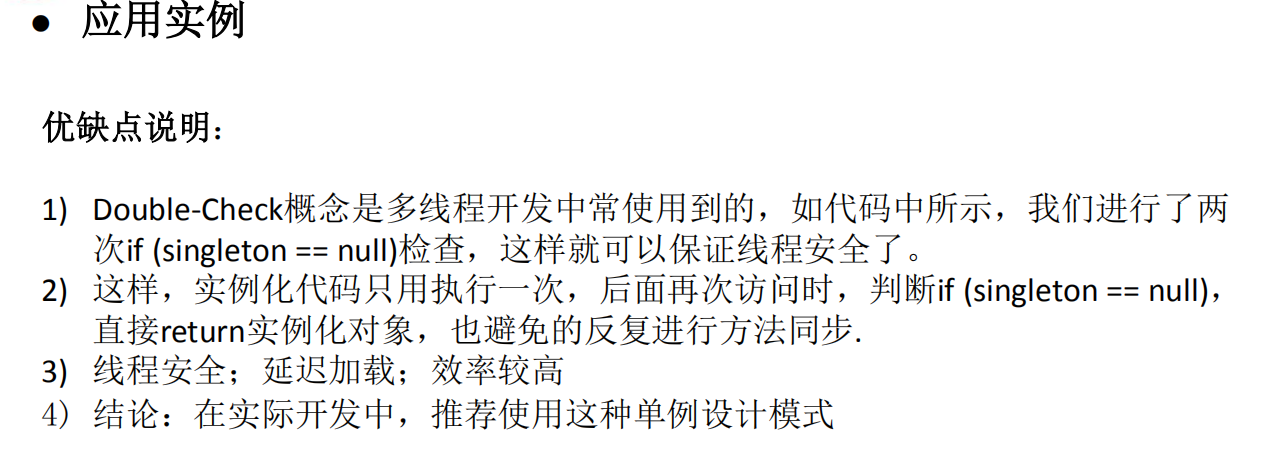 • 应用实例
优缺点说明：
1) Double-Check概念是多线程开发中常使用到的，如代码中所示，我们进行了两
次if (singleton == null)检查，这样就可以保证线程安全了。
2) 这样，实例化代码只用执行一次，后面再次访问时，判断if (singleton == null)，
直接return实例化对象，也避免的反复进行方法同步.
3) 线程安全；延迟加载；效率较高
4) 结论：在实际开发中，推荐使用这种单例设计模式